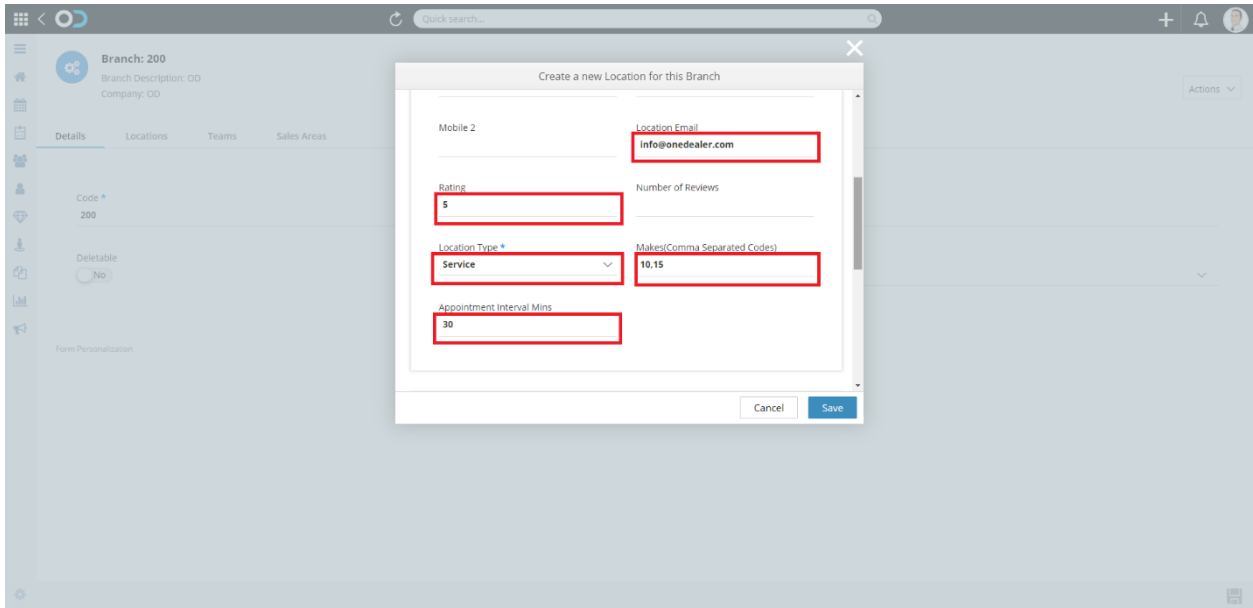 OD
Quick search...
Branch: 200
Branch Description: OD
Company: OD
Actions
Details Locations Teams Sales Areas
Code *
200
Deletable
No
Form Personalization
Create a new Location for this Branch
Mobile 2
Location Email
info@onedealer.com
Rating
5
Number of Reviews
Location Type *
Service
Makes(Comma Separated Codes)
10,15
Appointment Interval Mins
30
Cancel Save